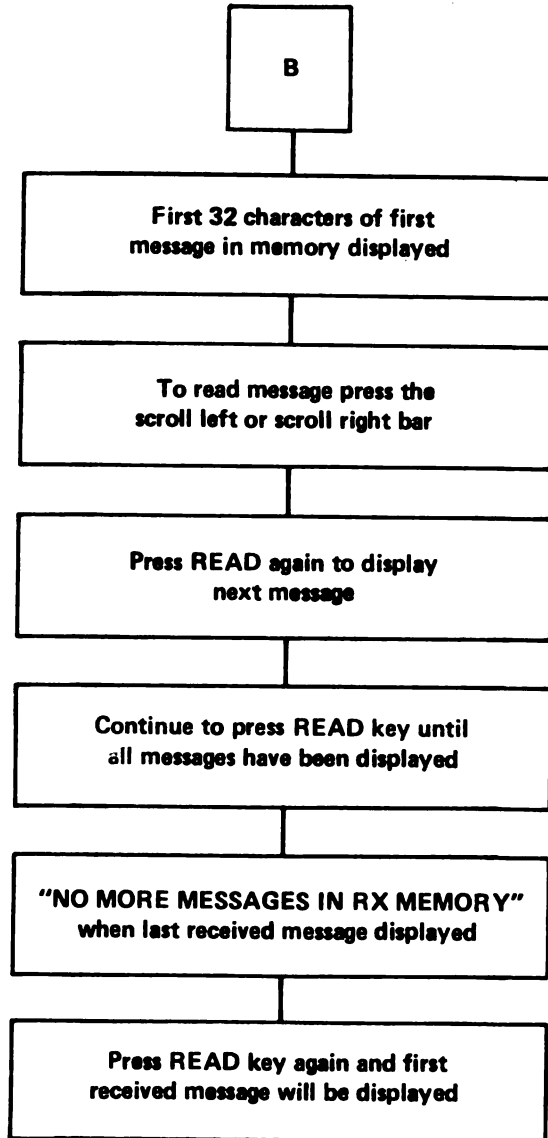 B
First 32 characters of first
message in memory displayed
To read message press the
scroll left or scroll right bar
Press READ again to display
next message
Continue to press READ key until
all messages have been displayed
"NO MORE MESSAGES IN RX MEMORY"
when last received message displayed
Press READ key again and first
received message will be displayed